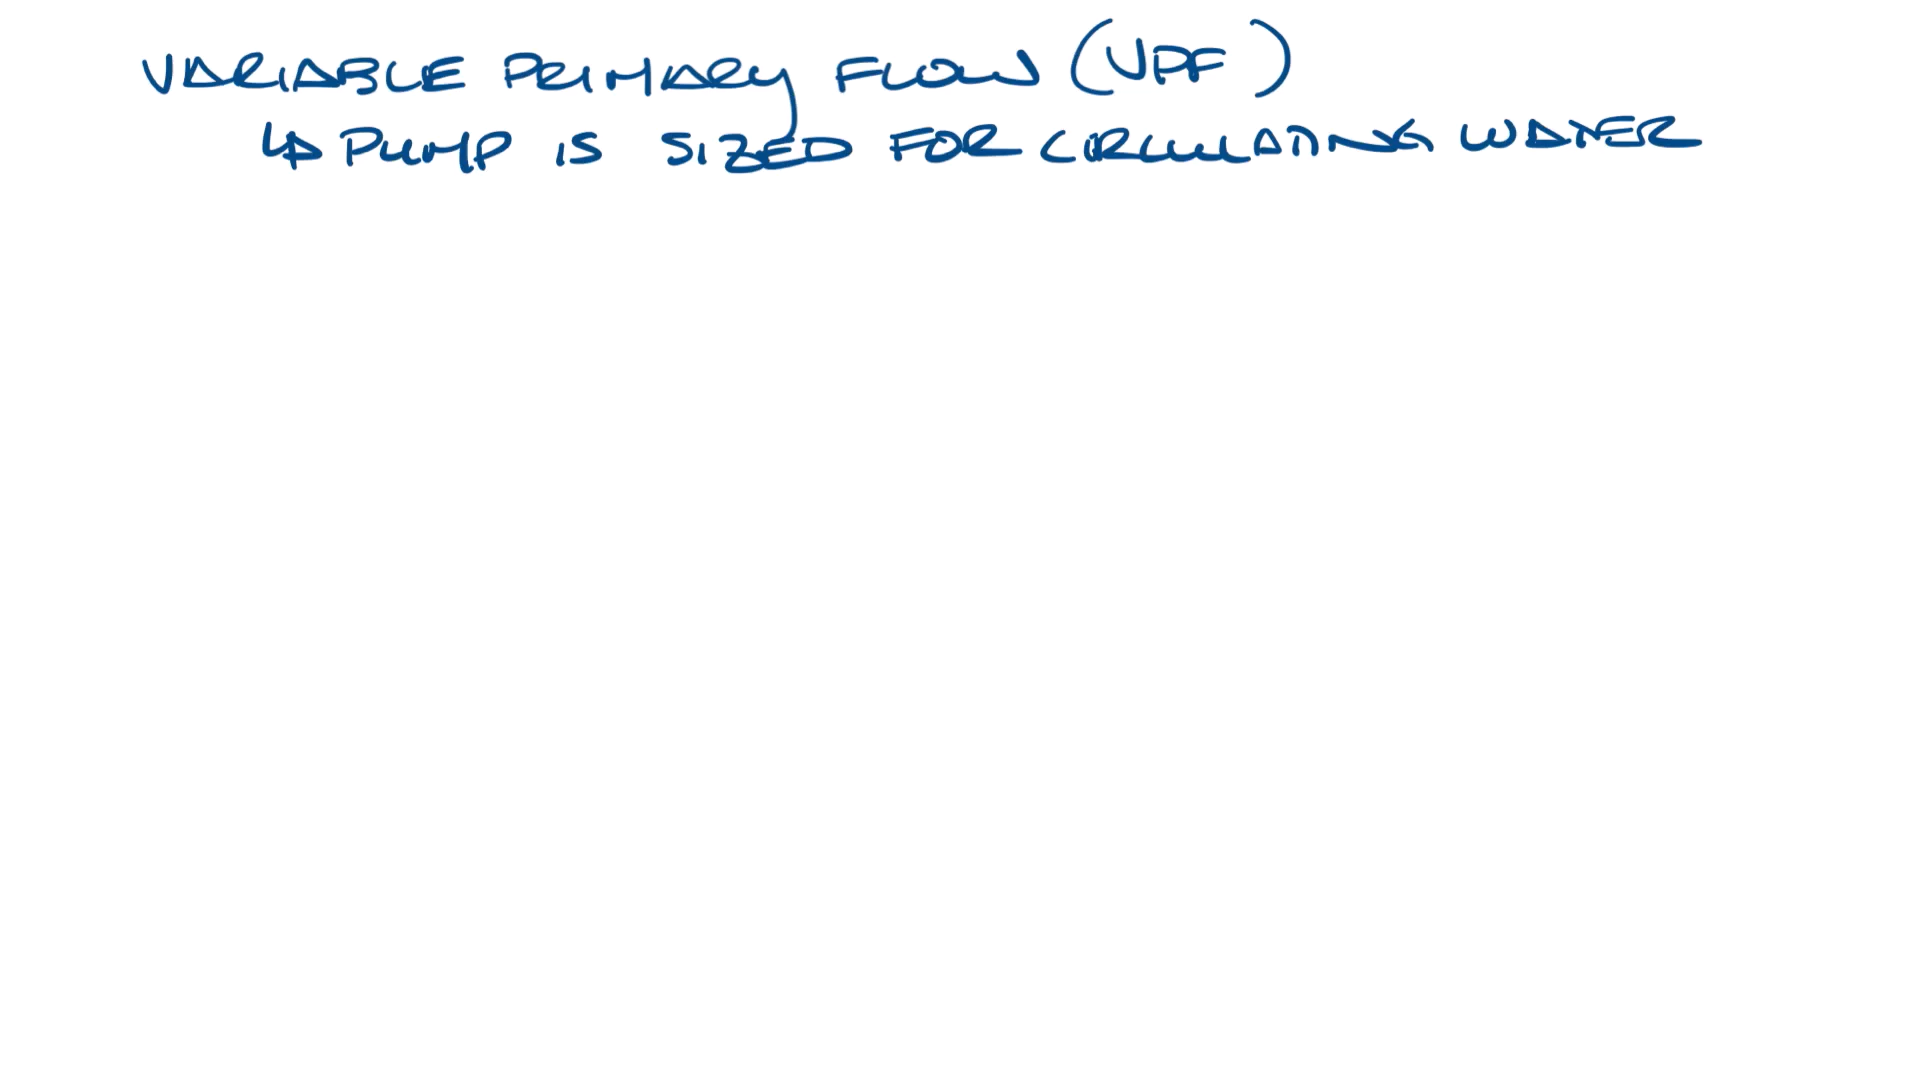 VARIABLE PRIMARY FLOW (VPF)
↳ PUMP IS SIZED FOR CIRCULATING WATER